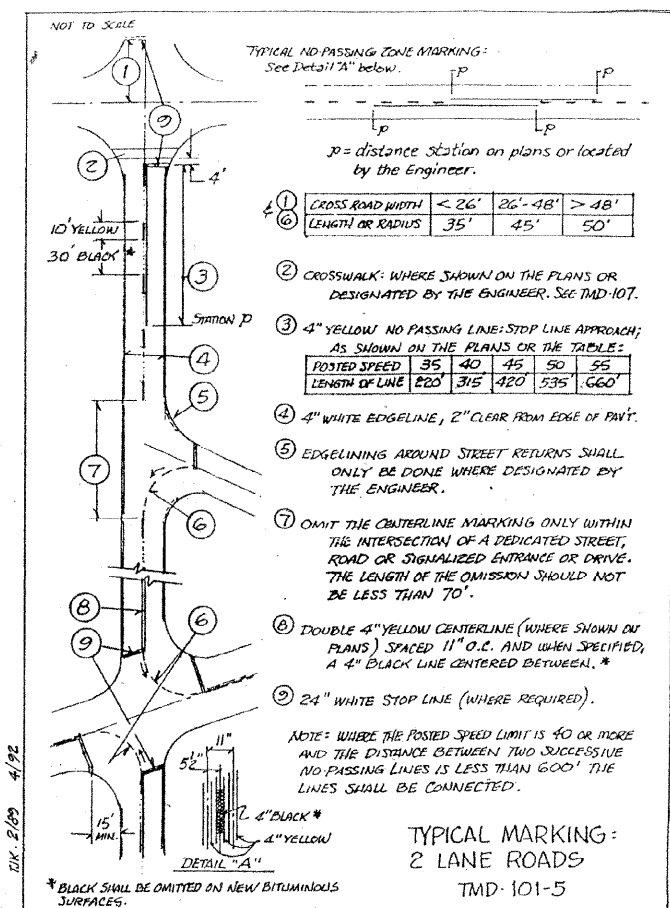 NOT TO SCALE
TYPICAL NO-PASSING ZONE MARKING:
See Detail "A" below.
p
p
p
p
p = distance Station on plans or located
by the Engineer.
1
9
2
4'
10' YELLOW
30' BLACK *
3
STATION p
4
5
7
6
8
6
9
15'
MIN.
① & ⑥
CROSS ROAD WIDTH < 26' 26'-48' > 48'
LENGTH OR RADIUS 35' 45' 50'
② CROSSWALK: WHERE SHOWN ON THE PLANS OR
DESIGNATED BY THE ENGINEER. SEE TMD-107.
③ 4" YELLOW NO PASSING LINE: STOP LINE APPROACH;
AS SHOWN ON THE PLANS OR THE TABLE:
POSTED SPEED 35 40 45 50 55
LENGTH OF LINE 220' 315' 420' 535' 660'
④ 4" WHITE EDGELINE, 2" CLEAR FROM EDGE OF PAV'T.
⑤ EDGELINING AROUND STREET RETURNS SHALL
ONLY BE DONE WHERE DESIGNATED BY
THE ENGINEER.
⑦ OMIT THE CENTERLINE MARKING ONLY WITHIN
THE INTERSECTION OF A DEDICATED STREET,
ROAD OR SIGNALIZED ENTRANCE OR DRIVE.
THE LENGTH OF THE OMISSION SHOULD NOT
BE LESS THAN 70'.
⑧ DOUBLE 4" YELLOW CENTERLINE (WHERE SHOWN ON
PLANS) SPACED 11" O.C. AND WHEN SPECIFIED,
A 4" BLACK LINE CENTERED BETWEEN. *
⑨ 24" WHITE STOP LINE (WHERE REQUIRED).
NOTE: WHERE THE POSTED SPEED LIMIT IS 40 OR MORE
AND THE DISTANCE BETWEEN TWO SUCCESSIVE
NO-PASSING LINES IS LESS THAN 600' THE
LINES SHALL BE CONNECTED.
11"
5½"
4" BLACK *
4" YELLOW
DETAIL "A"
TYPICAL MARKING:
2 LANE ROADS
TMD-101-5
* BLACK SHALL BE OMITTED ON NEW BITUMINOUS
SURFACES.
2/89 4/92